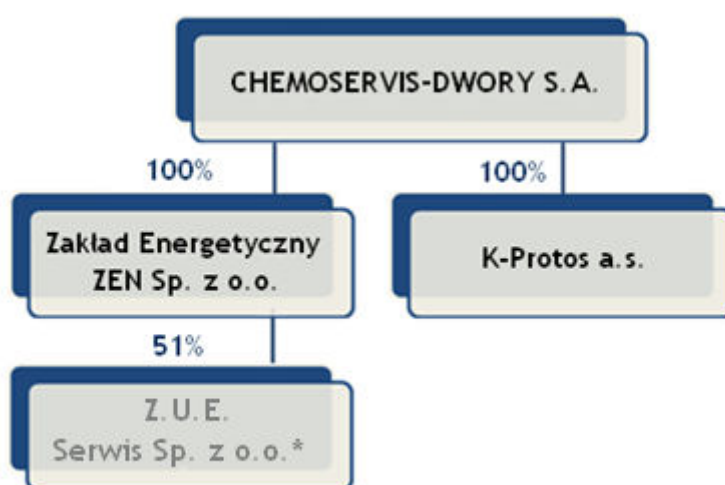 CHEMOSERVIS-DWORY S.A.
100%
100%
Zakład Energetyczny
ZEN Sp. z o.o.
K-Protos a.s.
51%
Z.U.E.
Serwis Sp. z o.o.*